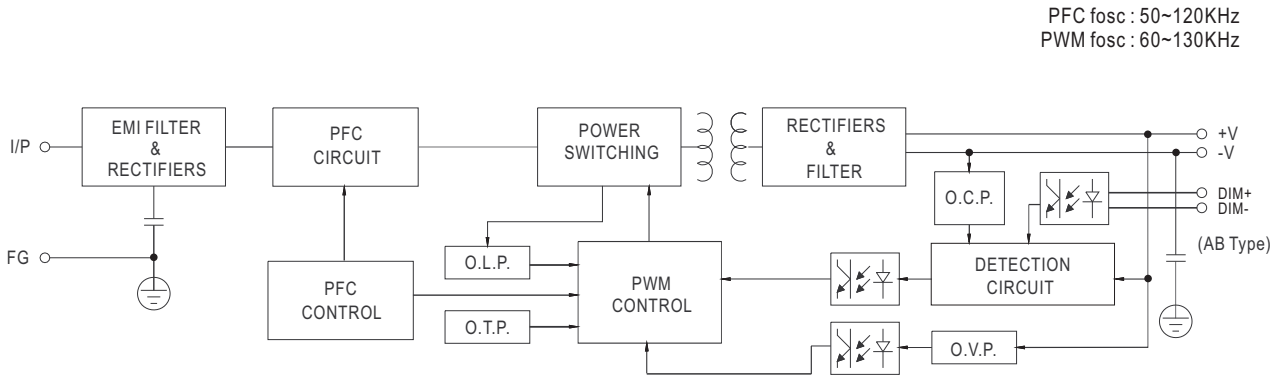 PFC fosc : 50~120KHz
PWM fosc : 60~130KHz
I/P
EMI FILTER
&
RECTIFIERS
PFC
CIRCUIT
POWER
SWITCHING
RECTIFIERS
&
FILTER
+V
-V
O.C.P.
DIM+
DIM-
(AB Type)
FG
O.L.P.
PFC
CONTROL
PWM
CONTROL
DETECTION
CIRCUIT
O.T.P.
O.V.P.